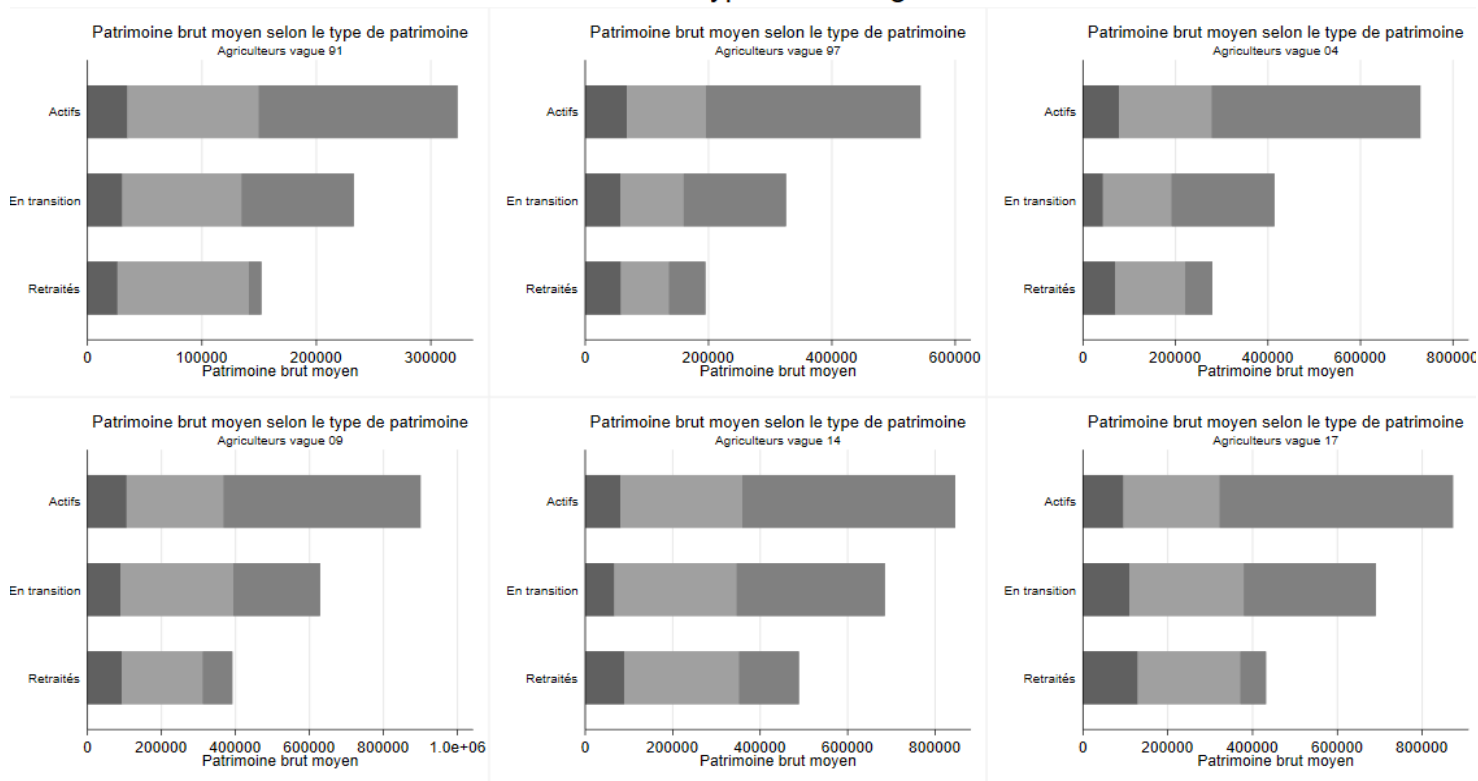 Patrimoine brut moyen selon le type de patrimoine
Agriculteurs vague 91
Actifs
En transition
Retraités
0 100000 200000 300000
Patrimoine brut moyen
Patrimoine brut moyen selon le type de patrimoine
Agriculteurs vague 97
Actifs
En transition
Retraités
0 200000 400000 600000
Patrimoine brut moyen
Patrimoine brut moyen selon le type de patrimoine
Agriculteurs vague 04
Actifs
En transition
Retraités
0 200000 400000 600000 800000
Patrimoine brut moyen
Patrimoine brut moyen selon le type de patrimoine
Agriculteurs vague 09
Actifs
En transition
Retraités
0 200000 400000 600000 800000 1.0e+06
Patrimoine brut moyen
Patrimoine brut moyen selon le type de patrimoine
Agriculteurs vague 14
Actifs
En transition
Retraités
0 200000 400000 600000 800000
Patrimoine brut moyen
Patrimoine brut moyen selon le type de patrimoine
Agriculteurs vague 17
Actifs
En transition
Retraités
0 200000 400000 600000 800000
Patrimoine brut moyen